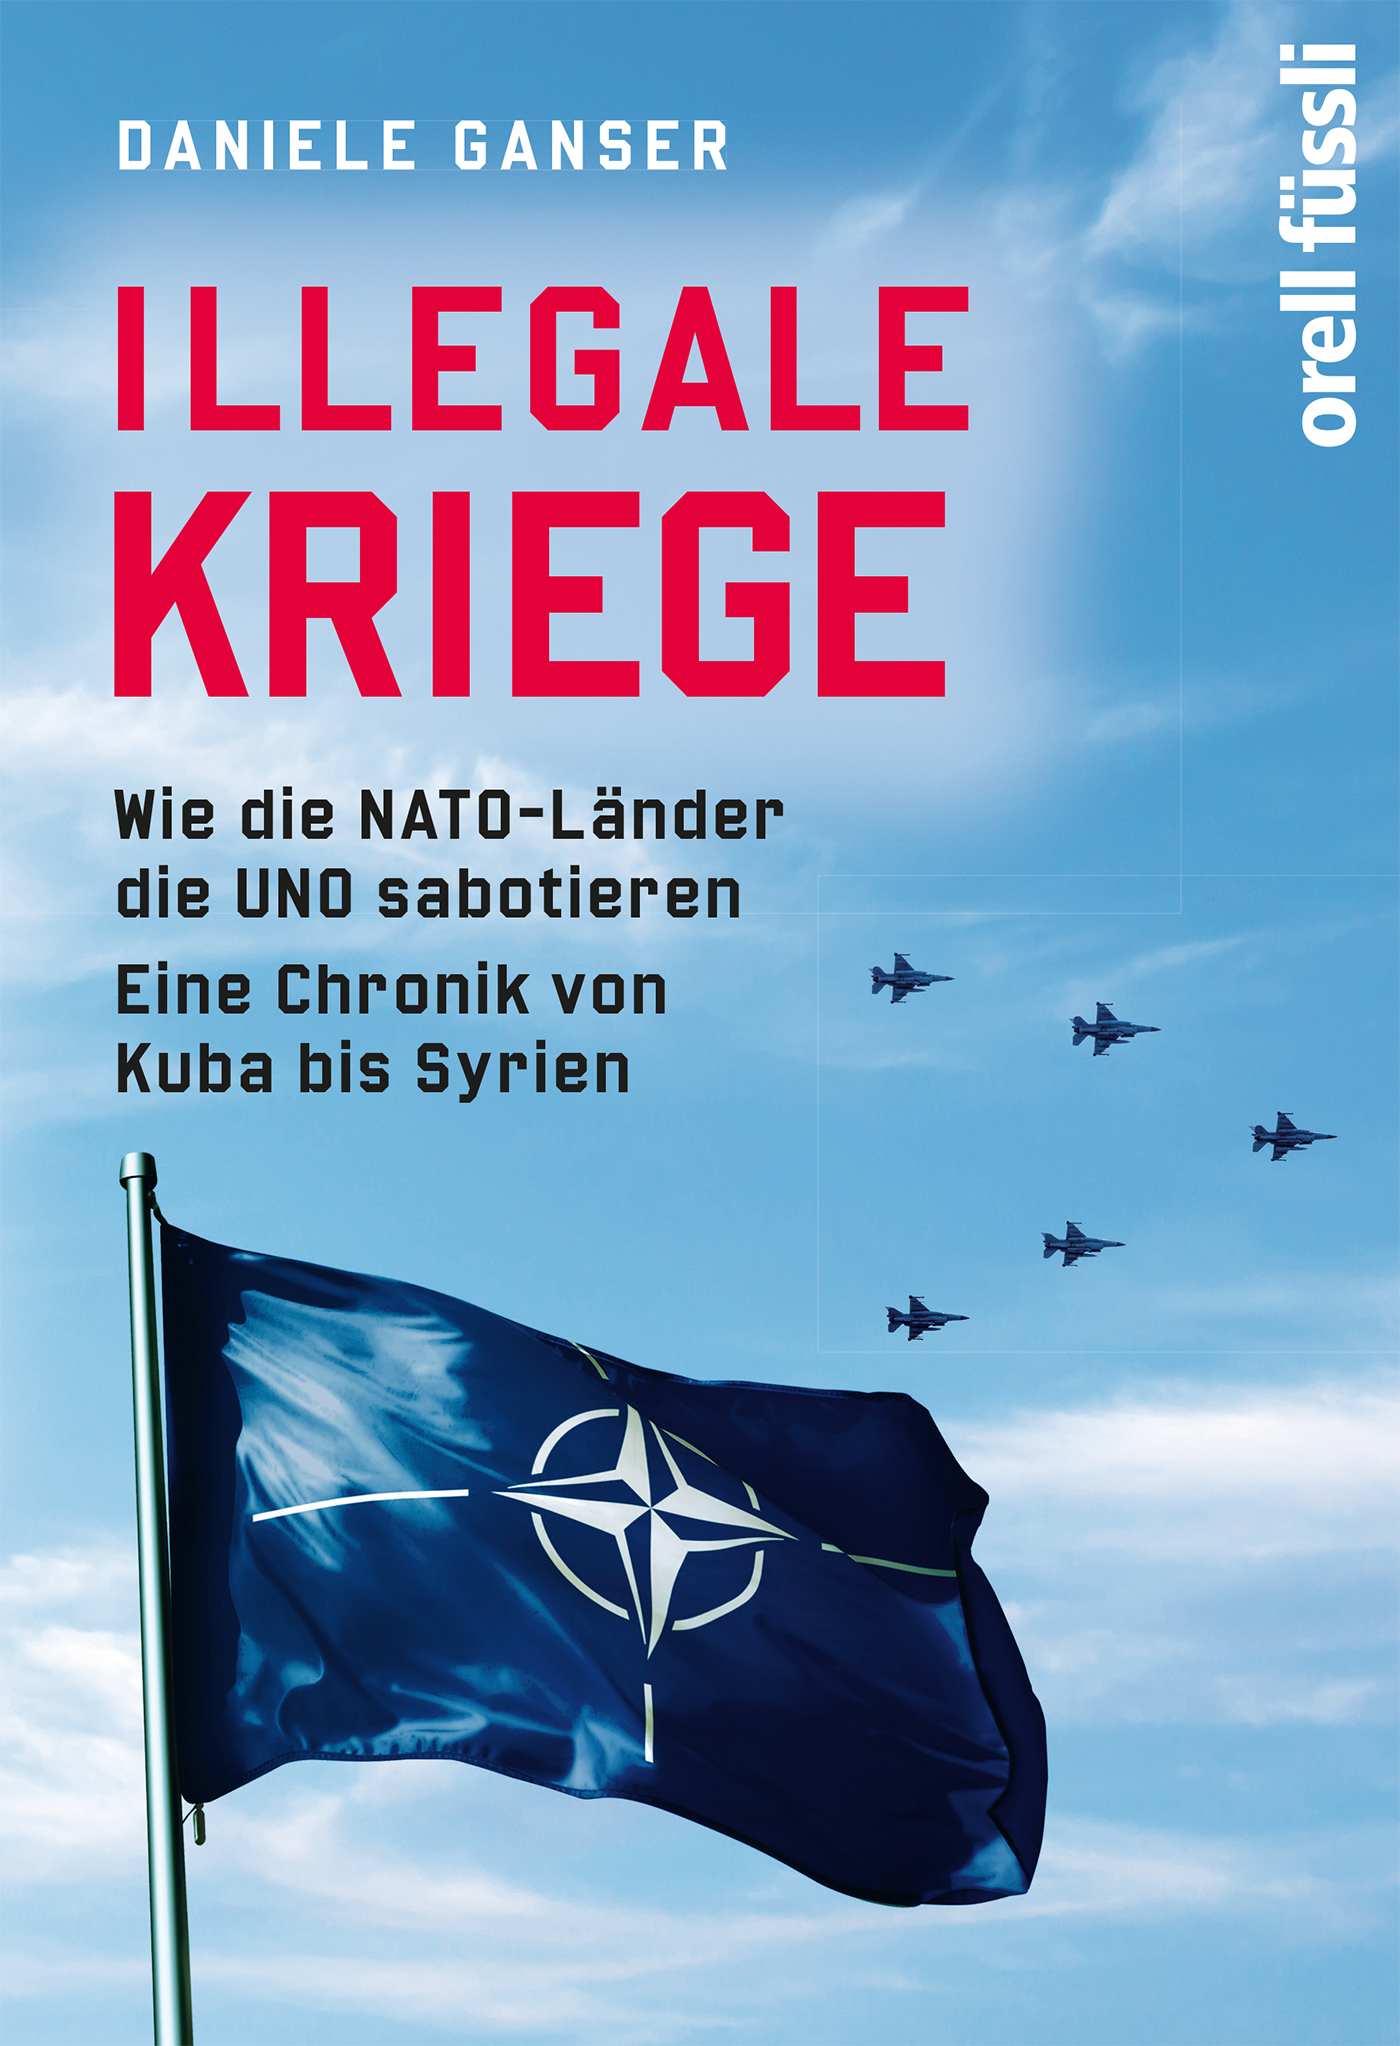 DANIELE GANSER
ILLEGALE
KRIEGE
Wie die NATO-Länder
die UNO sabotieren
Eine Chronik von
Kuba bis Syrien
orell füssli